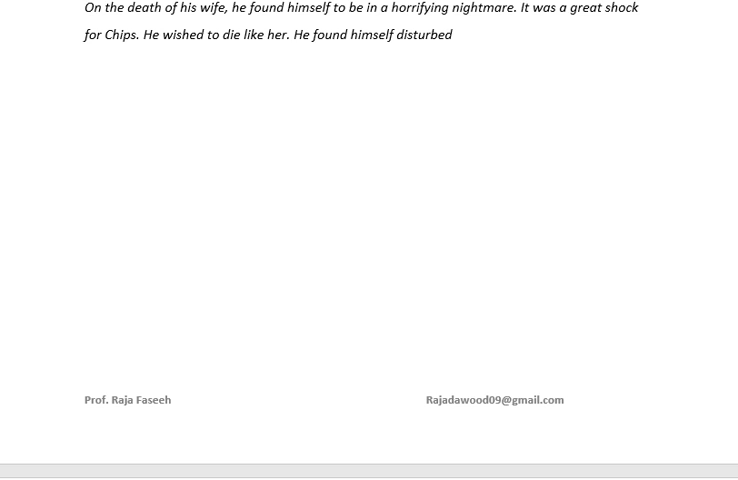 On the death of his wife, he found himself to be in a horrifying nightmare. It was a great shock
for Chips. He wished to die like her. He found himself disturbed
Prof. Raja Faseeh Rajadawood09@gmail.com